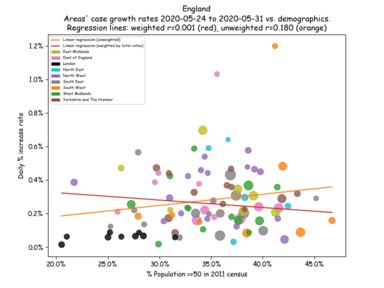 England
Areas' case growth rates 2020-05-24 to 2020-05-31 vs. demographics.
Regression lines: weighted r=0.001 (red), unweighted r=0.180 (orange)
Linear regression (unweighted)
Linear regression (weighted by total votes)
East Midlands
East of England
London
North East
North West
South East
South West
West Midlands
Yorkshire and The Humber
Daily % increase rate
1.2%
1.0%
0.8%
0.6%
0.4%
0.2%
0.0%
20.0%
25.0%
30.0%
35.0%
40.0%
45.0%
% Population >=50 in 2011 census